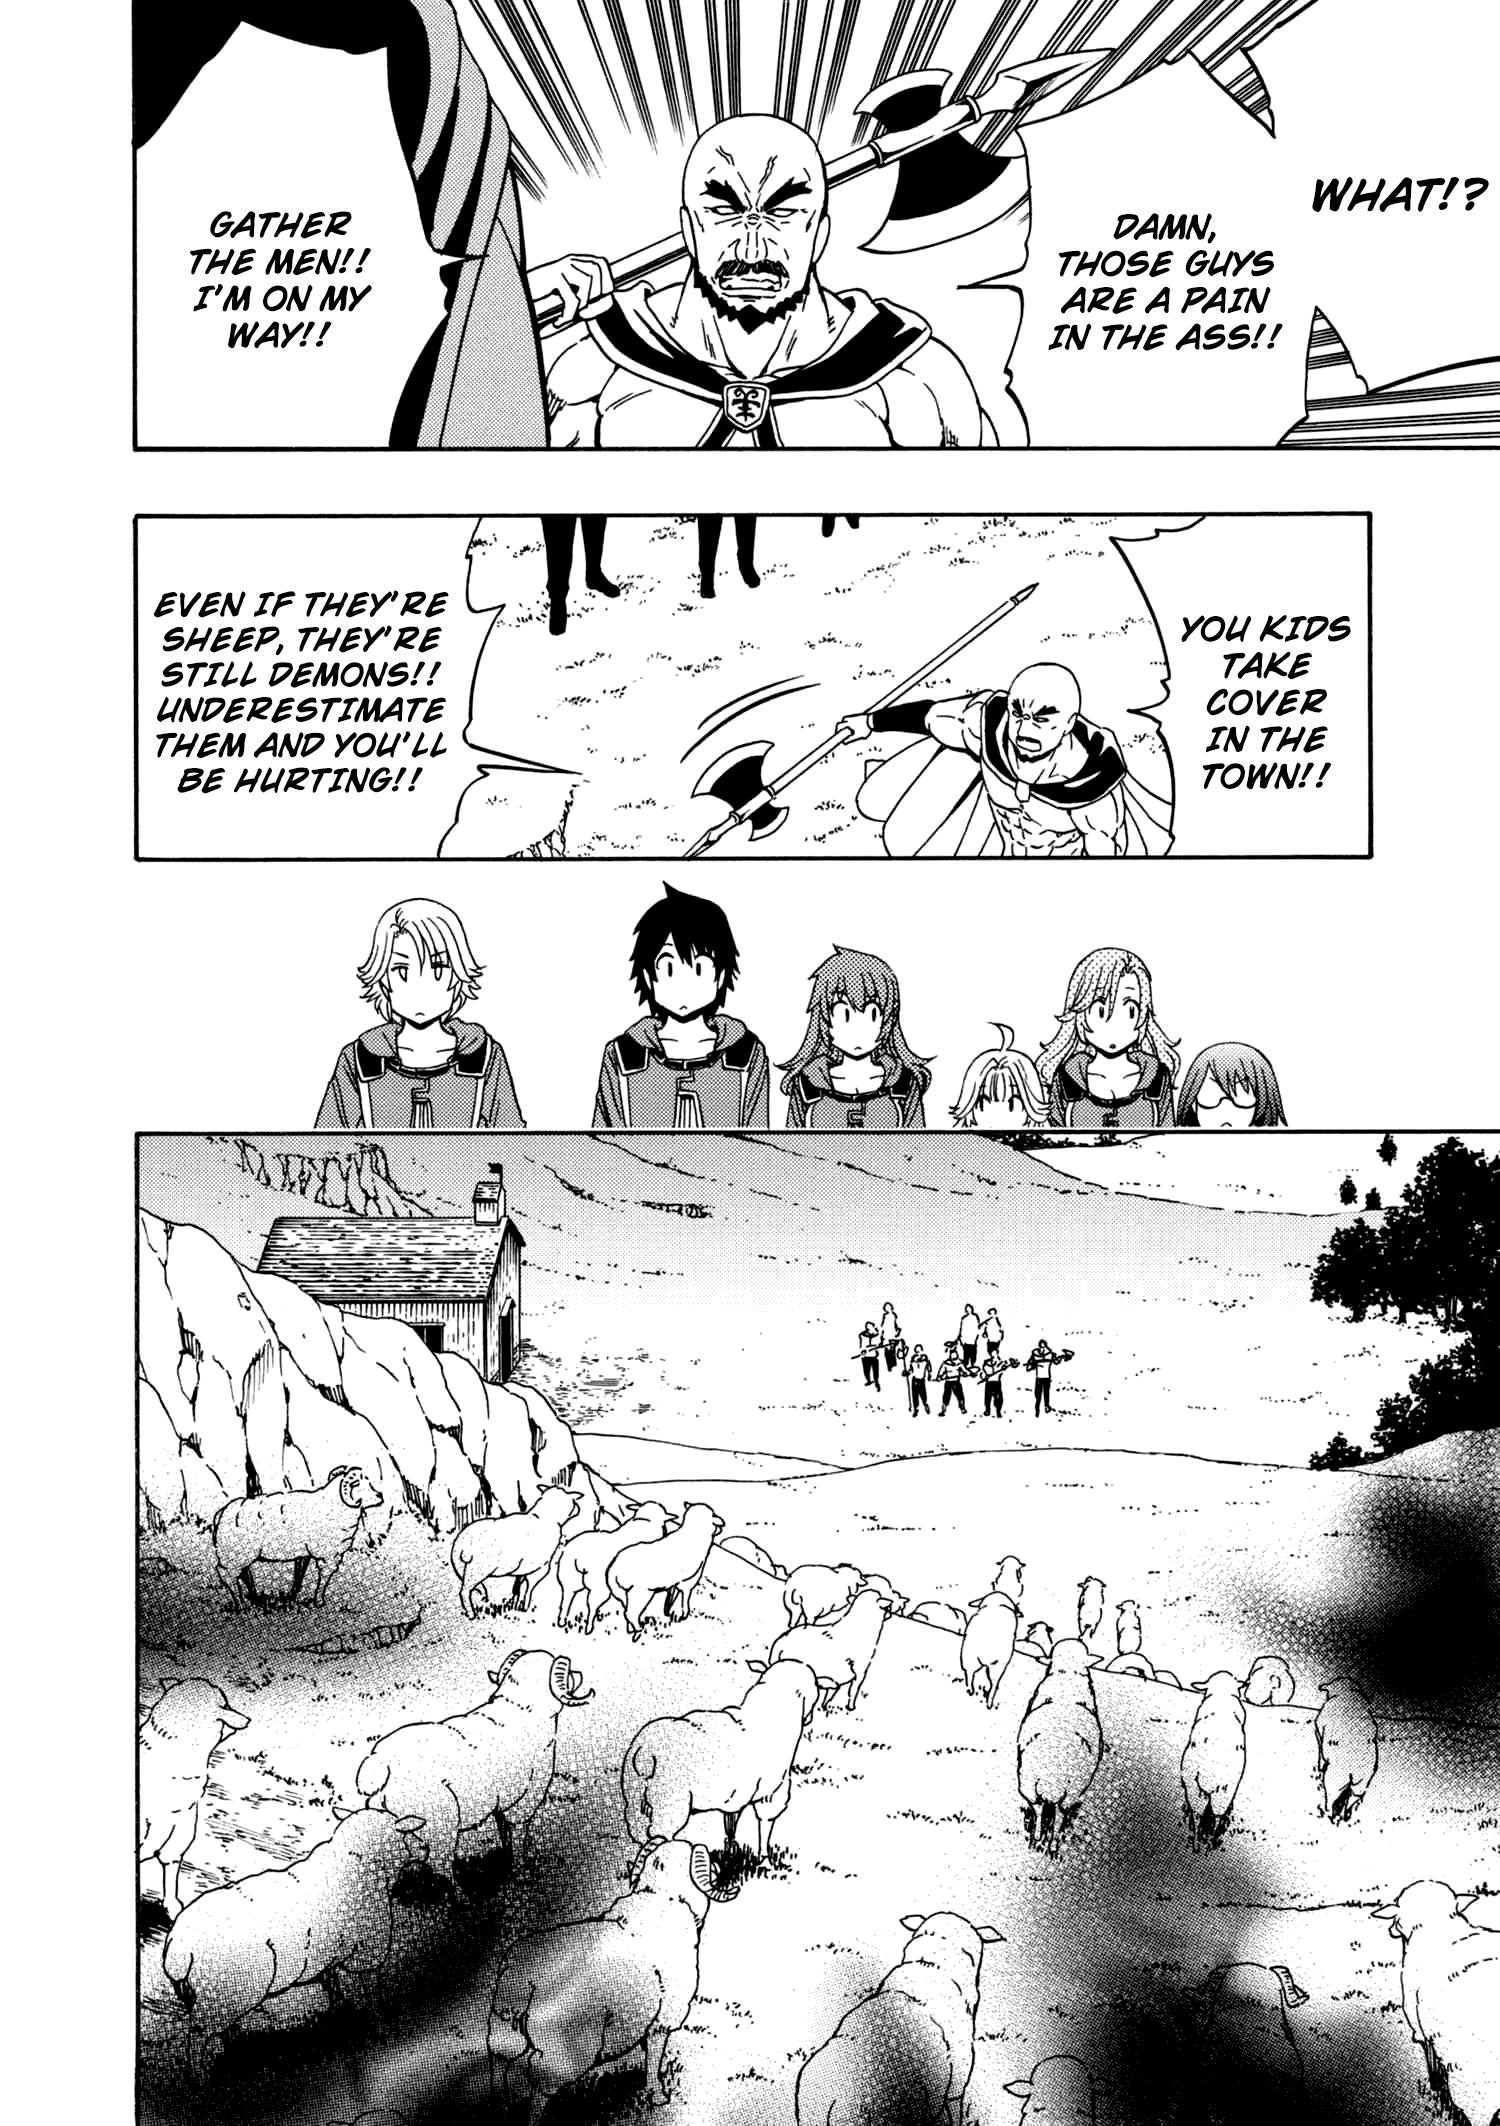 WHAT!?
DAMN,
THOSE GUYS
ARE A PAIN
IN THE ASS!!
GATHER
THE MEN!!
I'M ON MY
WAY!!
YOU KIDS
TAKE
COVER
IN THE
TOWN!!
EVEN IF THEY'RE
SHEEP, THEY'RE
STILL DEMONS!!
UNDERESTIMATE
THEM AND YOU'LL
BE HURTING!!